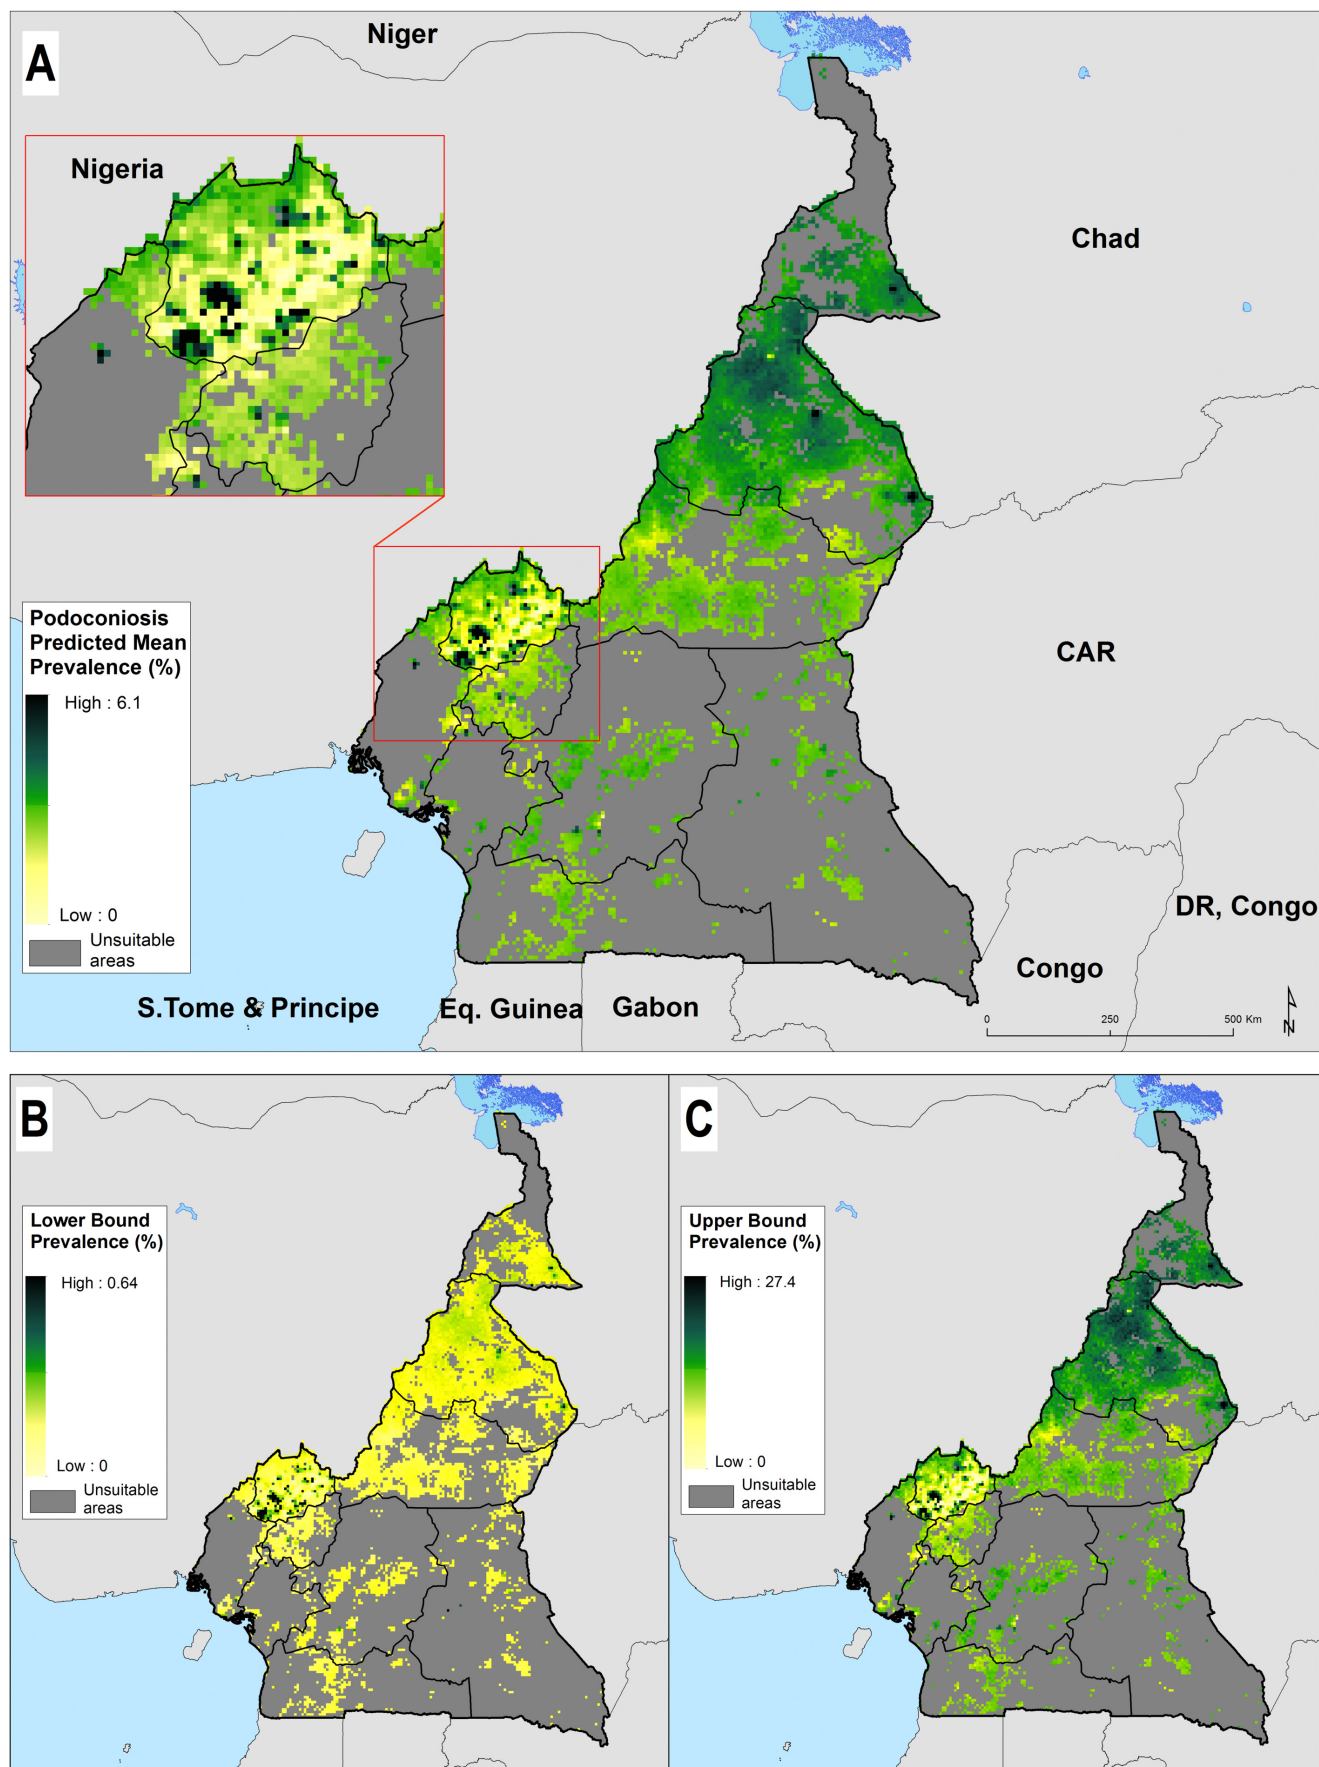 A
Niger
Nigeria
Chad
CAR
DR, Congo
Congo
Gabon
Eq. Guinea
S.Tome & Principe
Podoconiosis
Predicted Mean
Prevalence (%)
High : 6.1
Low : 0
Unsuitable
areas
0 250 500 Km
N
B
Lower Bound
Prevalence (%)
High : 0.64
Low : 0
Unsuitable
areas
C
Upper Bound
Prevalence (%)
High : 27.4
Low : 0
Unsuitable
areas